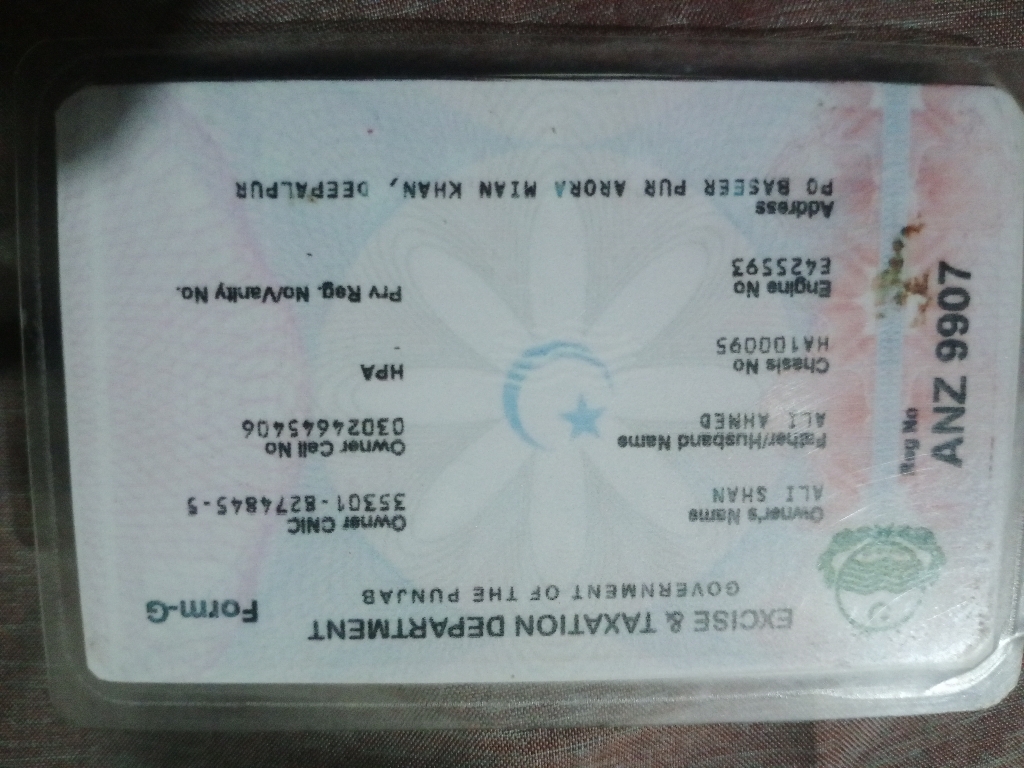 EXCISE & TAXATION DEPARTMENT
GOVERNMENT OF THE PUNJAB
Form-G
Reg No
ANZ 9907
Owner's Name
ALI SHAN
Owner CNIC
35301-8274845-5
Father/Husband Name
ALI AHMED
Owner Cell No
03024645406
Chasis No
HA100095
HPA
Engine No
E425593
Prv Reg. No/Vanity No.
Address
PO BASEER PUR ARORA MIAN KHAN, DEEPALPUR